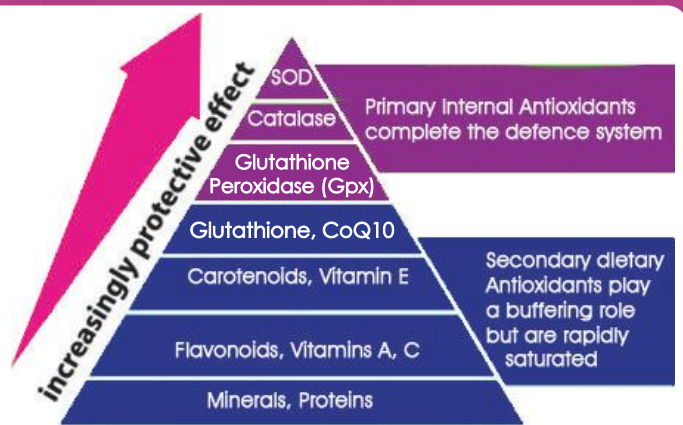 increasingly protective effect
SOD
Catalase
Glutathione
Peroxidase (Gpx)
Glutathione, CoQ10
Carotenoids, Vitamin E
Flavonoids, Vitamins A, C
Minerals, Proteins
Primary Internal Antioxidants
complete the defence system
Secondary dietary
Antioxidants play
a buffering role
but are rapidly
saturated